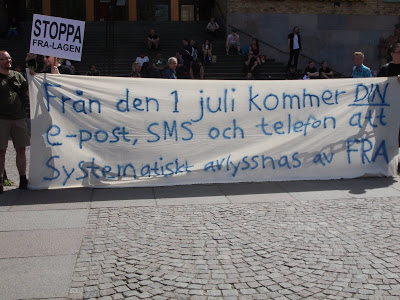 STOPPA
FRA-LAGEN
Från den 1 juli kommer DIN
e-post, SMS och telefon att
Systematiskt avlyssnas av FRA